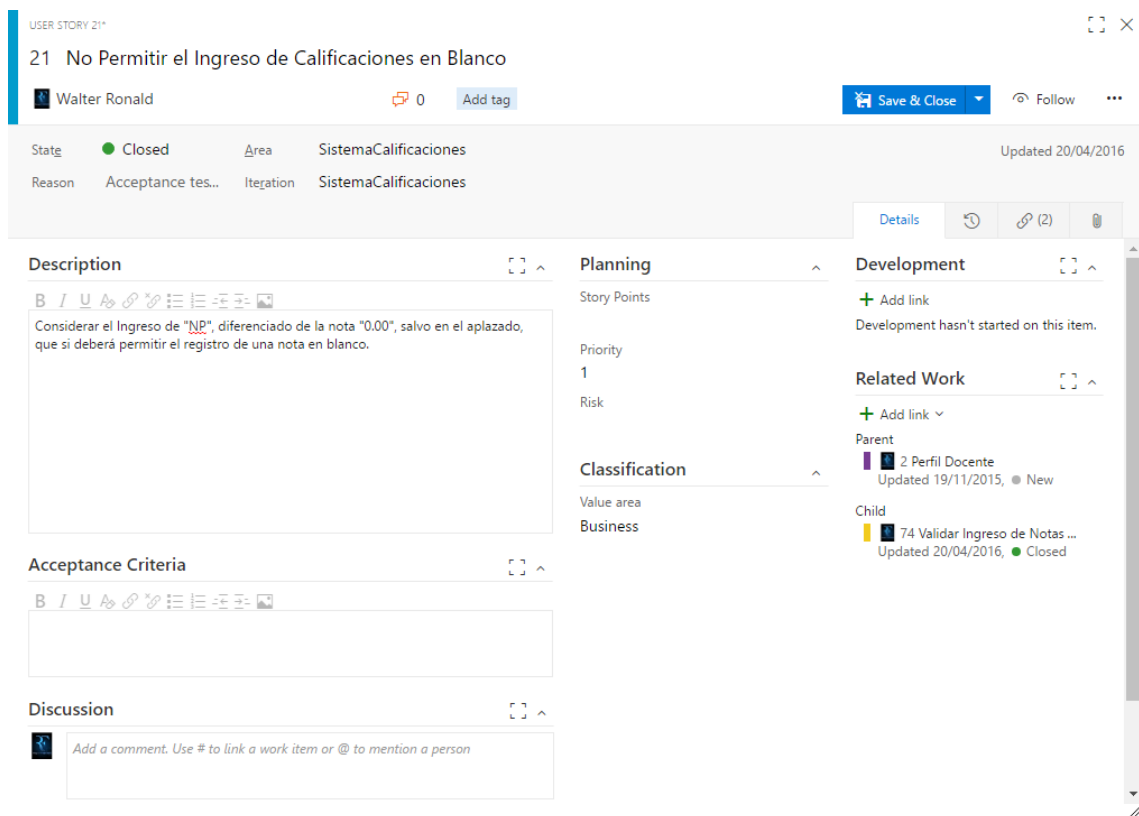 USER STORY 21*
21 No Permitir el Ingreso de Calificaciones en Blanco
Walter Ronald 0 Add tag Save & Close Follow ...
State Closed Area SistemaCalificaciones Updated 20/04/2016
Reason Acceptance tes... Iteration SistemaCalificaciones
Details (2)
Description
B I U
Considerar el Ingreso de "NP", diferenciado de la nota "0.00", salvo en el aplazado,
que si deberá permitir el registro de una nota en blanco.
Acceptance Criteria
B I U
Discussion
Add a comment. Use # to link a work item or @ to mention a person
Planning
Story Points
Priority
1
Risk
Classification
Value area
Business
Development
+ Add link
Development hasn't started on this item.
Related Work
+ Add link
Parent
2 Perfil Docente
Updated 19/11/2015, New
Child
74 Validar Ingreso de Notas ...
Updated 20/04/2016, Closed